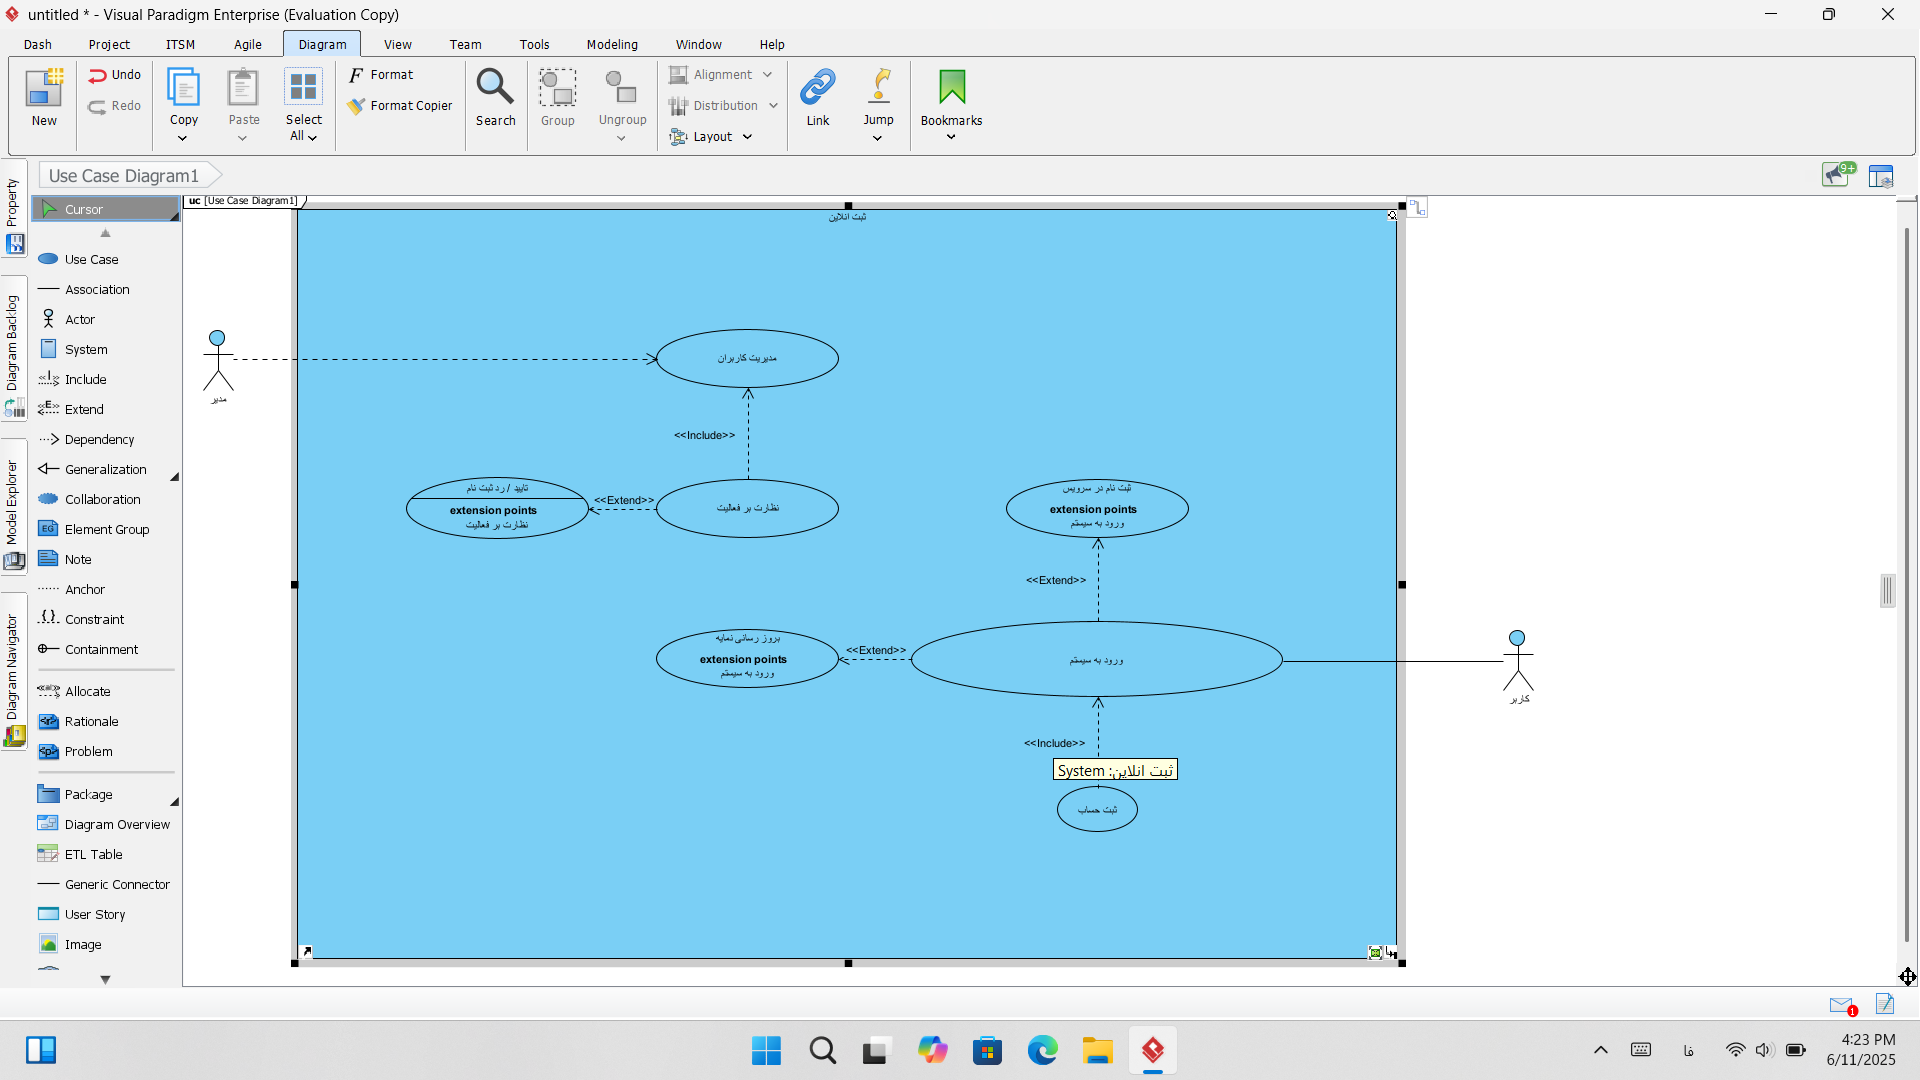 untitled * - Visual Paradigm Enterprise (Evaluation Copy)
Dash Project ITSM Agile Diagram View Team Tools Modeling Window Help
New
Undo
Redo
Copy
Paste
Select
All
Format
Format Copier
Search
Group
Ungroup
Alignment
Distribution
Layout
Link
Jump
Bookmarks
Property
Diagram Backlog
Model Explorer
Diagram Navigator
Use Case Diagram1
9+
Cursor
Use Case
Association
Actor
System
Include
Extend
Dependency
Generalization
Collaboration
Element Group
Note
Anchor
Constraint
Containment
Allocate
Rationale
Problem
Package
Diagram Overview
ETL Table
Generic Connector
User Story
Image
uc [Use Case Diagram1]
ثبت انلاین
مدیر
مدیریت کاربران
<<Include>>
تایید / رد ثبت نام
extension points
نظارت بر فعالیت
<<Extend>>
نظارت بر فعالیت
ثبت نام در سرویس
extension points
ورود به سیستم
<<Extend>>
بروز رسانی نمایه
extension points
ورود به سیستم
<<Extend>>
ورود به سیستم
کاربر
<<Include>>
ثبت انلاین: System
ثبت حساب
1
فا
4:23 PM
6/11/2025